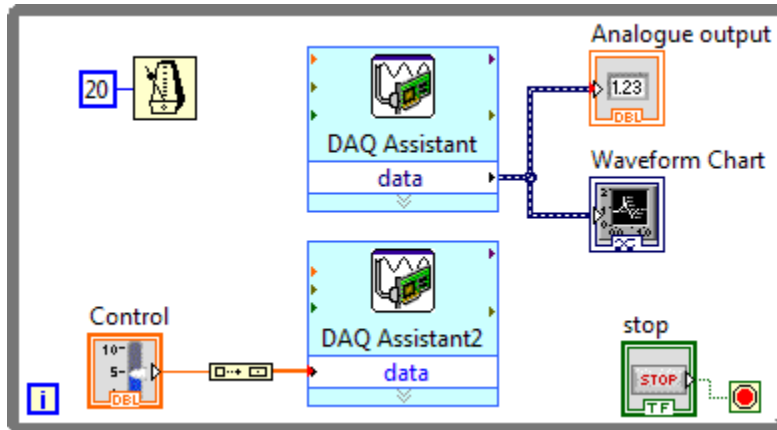 Analogue output
20
1.23
DBL
DAQ Assistant
data
Waveform Chart
DAQ Assistant2
data
Control
10
5
DBL
stop
STOP
TF
i